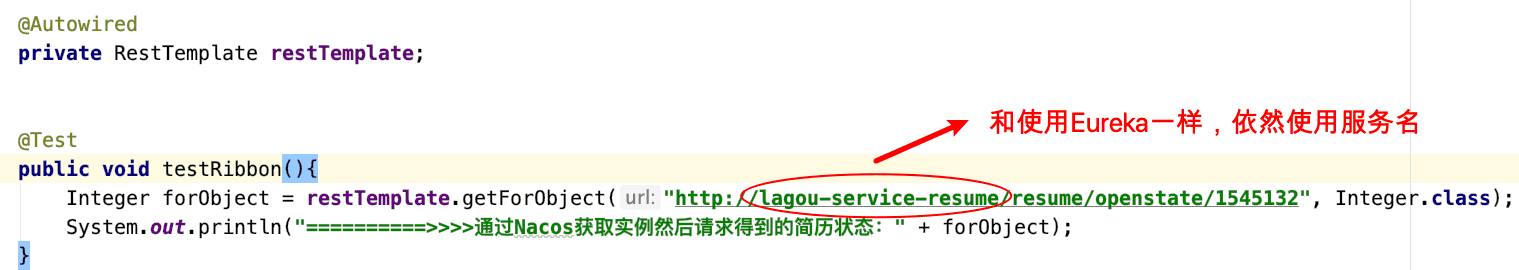 @Autowired
private RestTemplate restTemplate;
和使用Eureka一样，依然使用服务名
@Test
public void testRibbon(){
Integer forObject = restTemplate.getForObject( url: "http://lagou-service-resume/resume/openstate/1545132", Integer.class);
System.out.println("==========>>>>通过Nacos获取实例然后请求得到的简历状态：" + forObject);
}